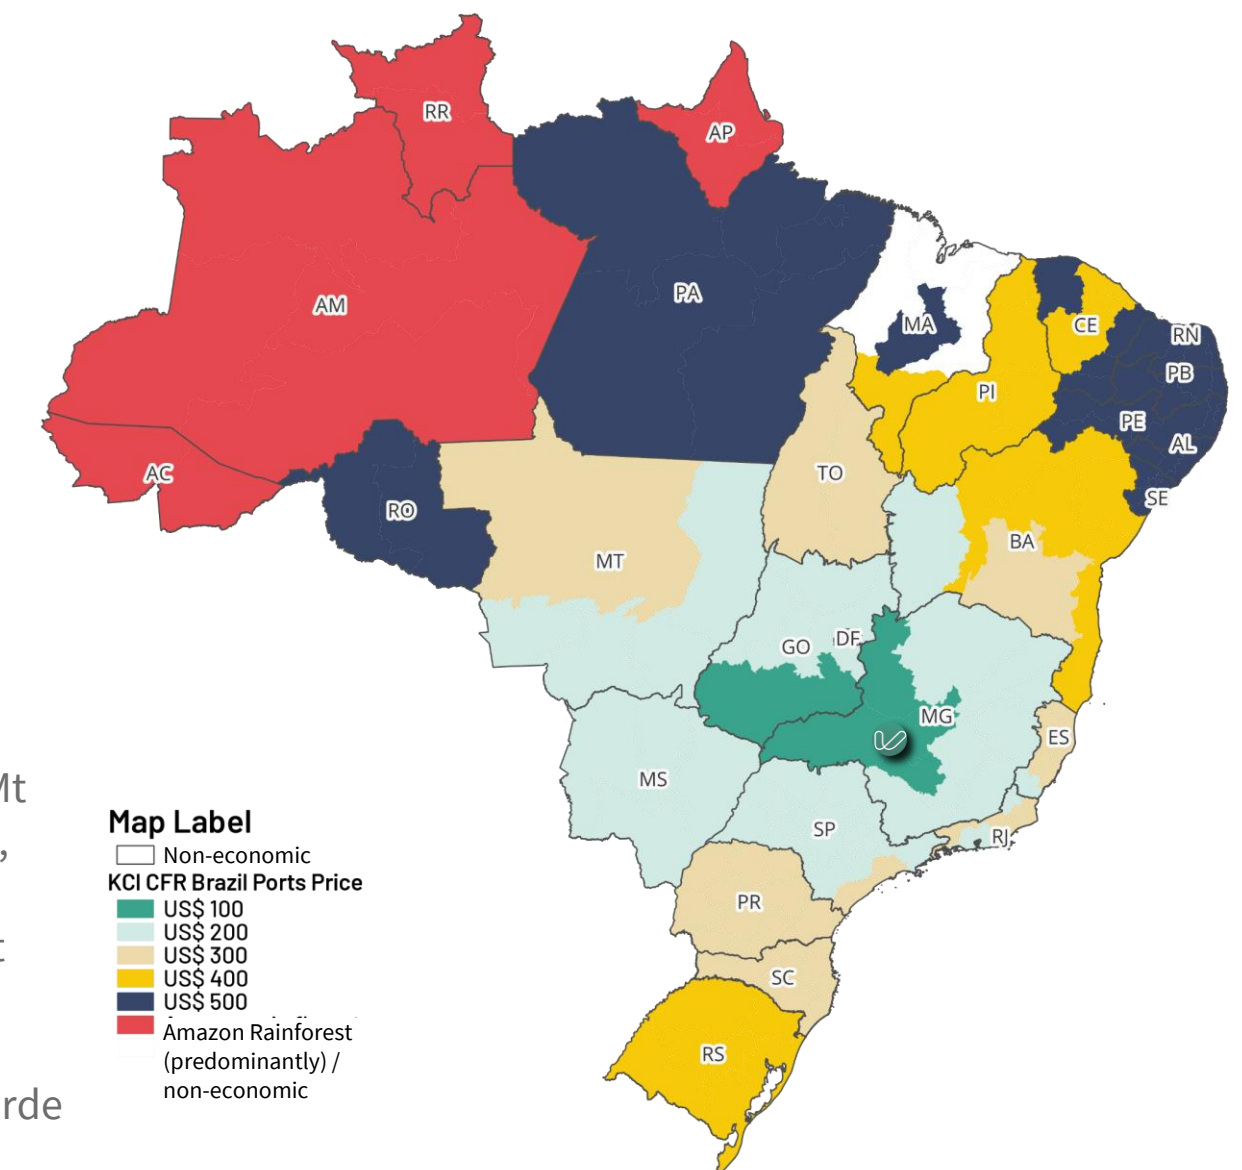 RR
AP
AM
PA
MA
CE
RN
PB
PI
PE
AL
AC
TO
SE
RO
BA
MT
GO
DF
MG
ES
MS
SP
RJ
PR
SC
RS
Mt
,
t
rde
Map Label
Non-economic
KCI CFR Brazil Ports Price
US$ 100
US$ 200
US$ 300
US$ 400
US$ 500
Amazon Rainforest
(predominantly) /
non-economic